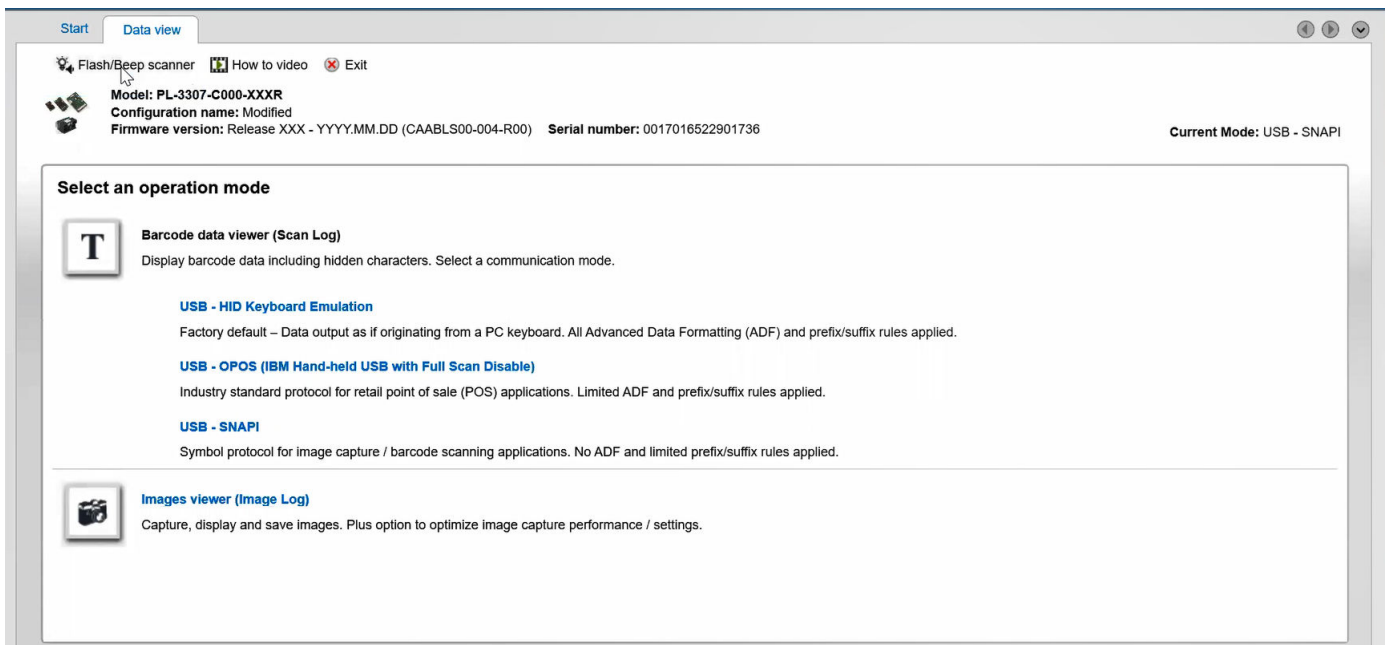 Start
Data view
Flash/Beep scanner How to video Exit
Model: PL-3307-C000-XXXR
Configuration name: Modified
Firmware version: Release XXX - YYYY.MM.DD (CAABLS00-004-R00) Serial number: 0017016522901736
Current Mode: USB - SNAPI
Select an operation mode
T
Barcode data viewer (Scan Log)
Display barcode data including hidden characters. Select a communication mode.
USB - HID Keyboard Emulation
Factory default – Data output as if originating from a PC keyboard. All Advanced Data Formatting (ADF) and prefix/suffix rules applied.
USB - OPOS (IBM Hand-held USB with Full Scan Disable)
Industry standard protocol for retail point of sale (POS) applications. Limited ADF and prefix/suffix rules applied.
USB - SNAPI
Symbol protocol for image capture / barcode scanning applications. No ADF and limited prefix/suffix rules applied.
Images viewer (Image Log)
Capture, display and save images. Plus option to optimize image capture performance / settings.